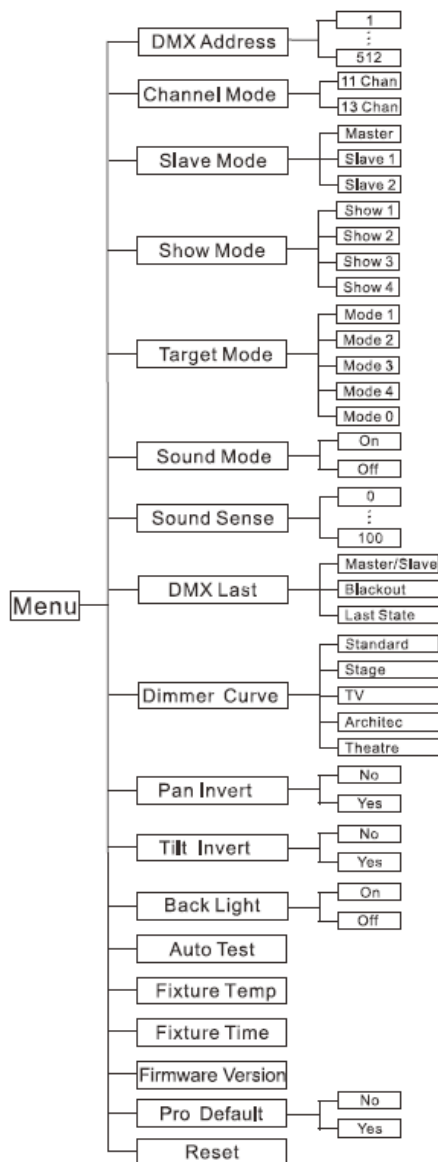 Menu
DMX Address
1
512
Channel Mode
11 Chan
13 Chan
Slave Mode
Master
Slave 1
Slave 2
Show Mode
Show 1
Show 2
Show 3
Show 4
Target Mode
Mode 1
Mode 2
Mode 3
Mode 4
Mode 0
Sound Mode
On
Off
Sound Sense
0
100
DMX Last
Master/Slave
Blackout
Last State
Dimmer Curve
Standard
Stage
TV
Architec
Theatre
Pan Invert
No
Yes
Tilt Invert
No
Yes
Back Light
On
Off
Auto Test
Fixture Temp
Fixture Time
Firmware Version
Pro Default
No
Yes
Reset